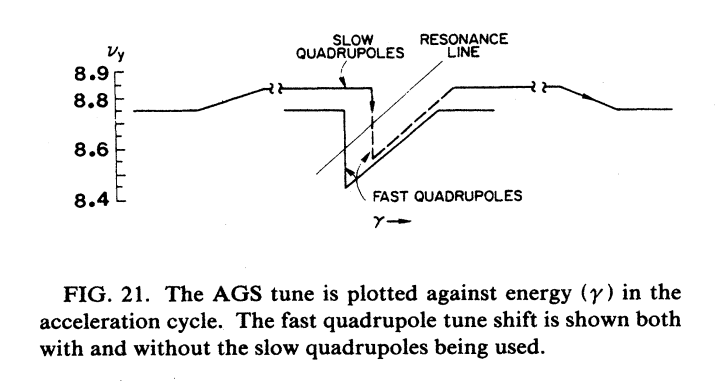 SLOW
QUADRUPOLES
RESONANCE
LINE
νy
8.9
8.8
8.6
8.4
FAST QUADRUPOLES
γ
FIG. 21. The AGS tune is plotted against energy (γ) in the
acceleration cycle. The fast quadrupole tune shift is shown both
with and without the slow quadrupoles being used.